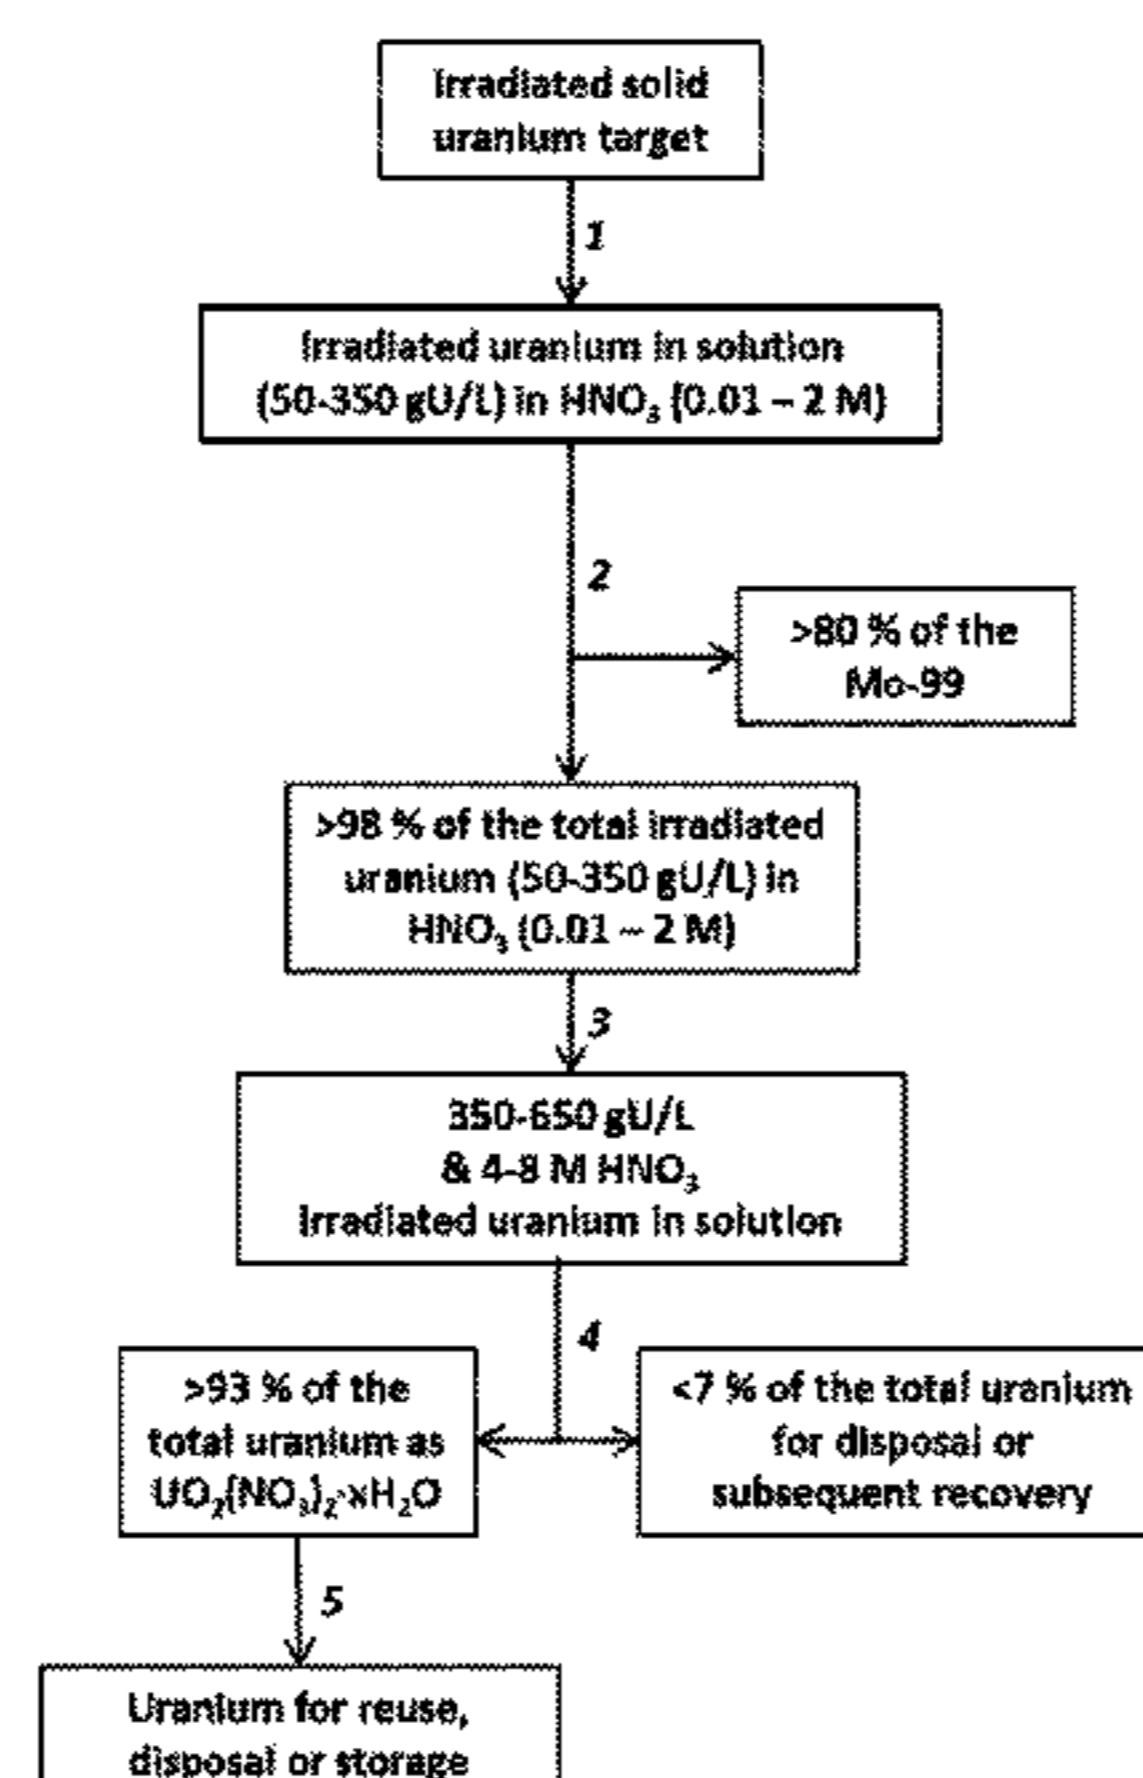 Irradiated solid
uranium target
1
Irradiated uranium in solution
(50-350 gU/L) in HNO₃ (0.01 – 2 M)
2
>80 % of the
Mo-99
>98 % of the total irradiated
uranium (50-350 gU/L) in
HNO₃ (0.01 – 2 M)
3
350-650 gU/L
& 4-8 M HNO₃
Irradiated uranium in solution
4
>93 % of the
total uranium as
UO₂(NO₃)₂·xH₂O
<7 % of the total uranium
for disposal or
subsequent recovery
5
Uranium for reuse,
disposal or storage